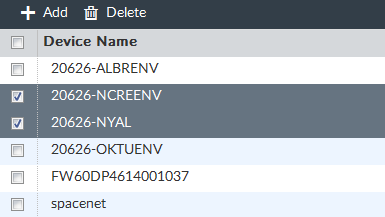 Add Delete
Device Name
20626-ALBRENV
20626-NCREENV
20626-NYAL
20626-OKTUENV
FW60DP4614001037
spacenet